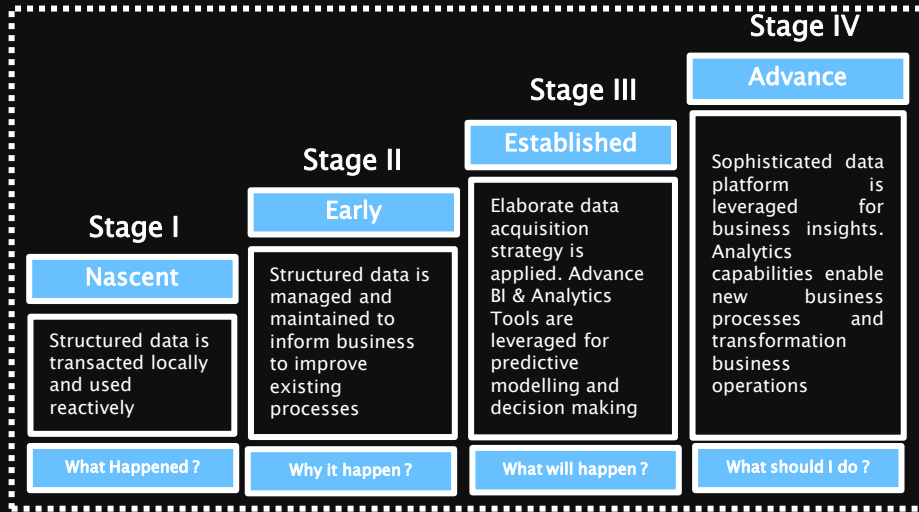 Stage I
Nascent
Structured data is
transacted locally
and used
reactively
What Happened ?
Stage II
Early
Structured data is
managed and
maintained to
inform business
to improve
existing
processes
Why it happen ?
Stage III
Established
Elaborate data
acquisition
strategy is
applied. Advance
BI & Analytics
Tools are
leveraged for
predictive
modelling and
decision making
What will happen ?
Stage IV
Advance
Sophisticated data
platform is
leveraged for
business insights.
Analytics
capabilities enable
new business
processes and
transformation
business
operations
What should I do ?